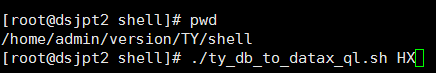 [root@dsjpt2 shell]# pwd
/home/admin/version/TY/shell
[root@dsjpt2 shell]# ./ty_db_to_datax_ql.sh HX